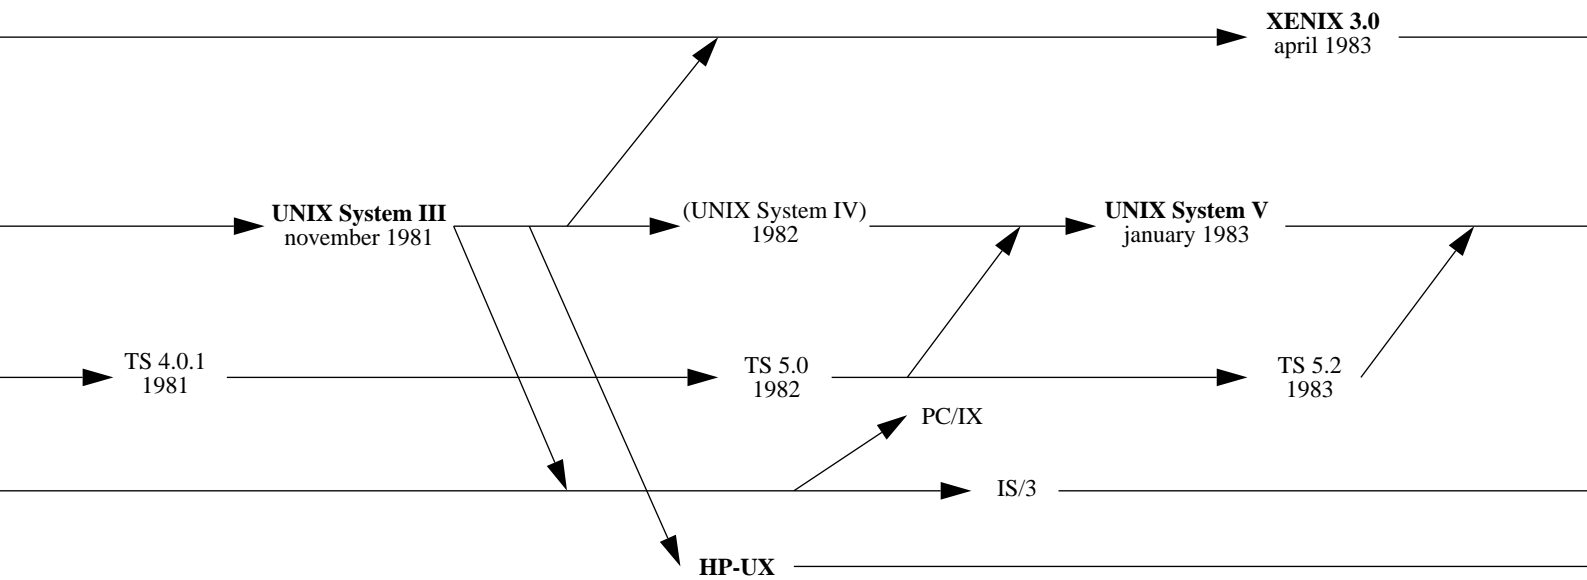 XENIX 3.0
april 1983
UNIX System III
november 1981
(UNIX System IV)
1982
UNIX System V
january 1983
TS 4.0.1
1981
TS 5.0
1982
TS 5.2
1983
PC/IX
IS/3
HP-UX